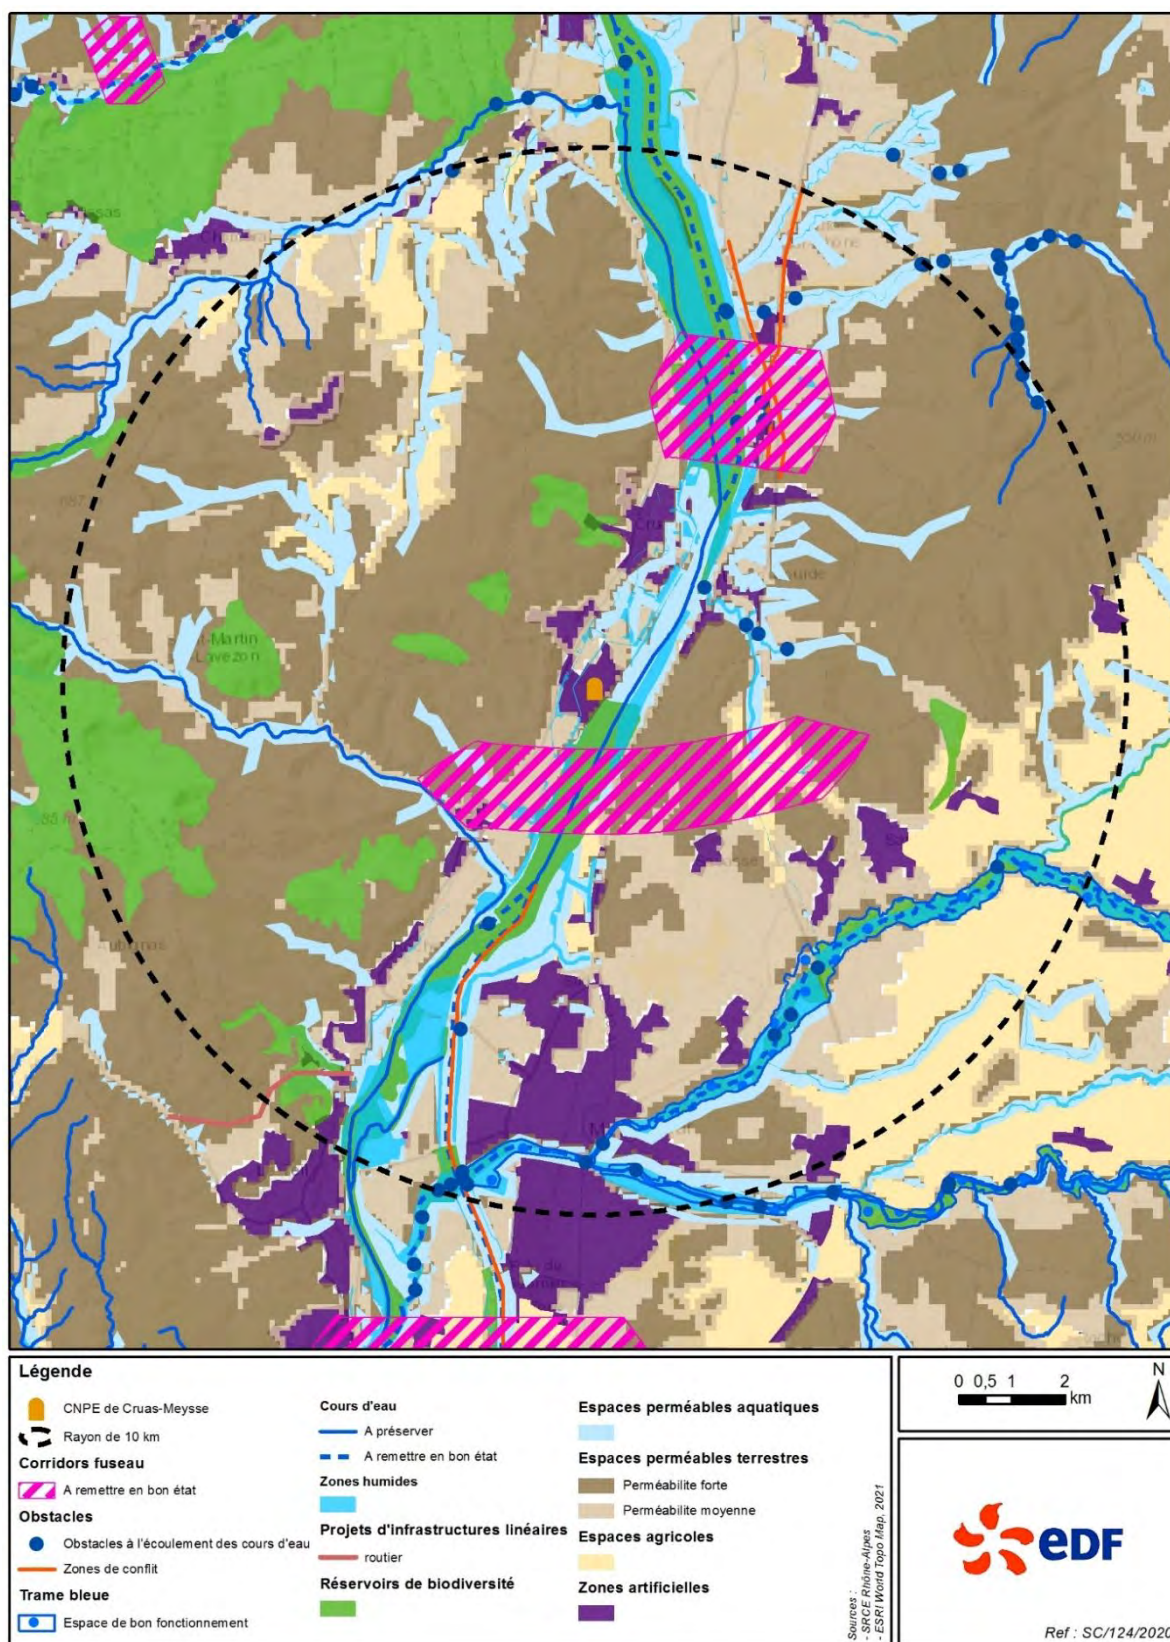 550 m
Légende
CNPE de Cruas-Meysse
Rayon de 10 km
Corridors fuseau
A remettre en bon état
Obstacles
Obstacles à l'écoulement des cours d'eau
Zones de conflit
Trame bleue
Espace de bon fonctionnement
Cours d'eau
A préserver
A remettre en bon état
Zones humides
Projets d'infrastructures linéaires
routier
Réservoirs de biodiversité
Espaces perméables aquatiques
Espaces perméables terrestres
Perméabilite forte
Perméabilite moyenne
Espaces agricoles
Zones artificielles
Sources :
- SRCE Rhône-Alpes
- ESRI World Topo Map, 2021
0 0,5 1 2
km
N
edf
Ref : SC/124/2020